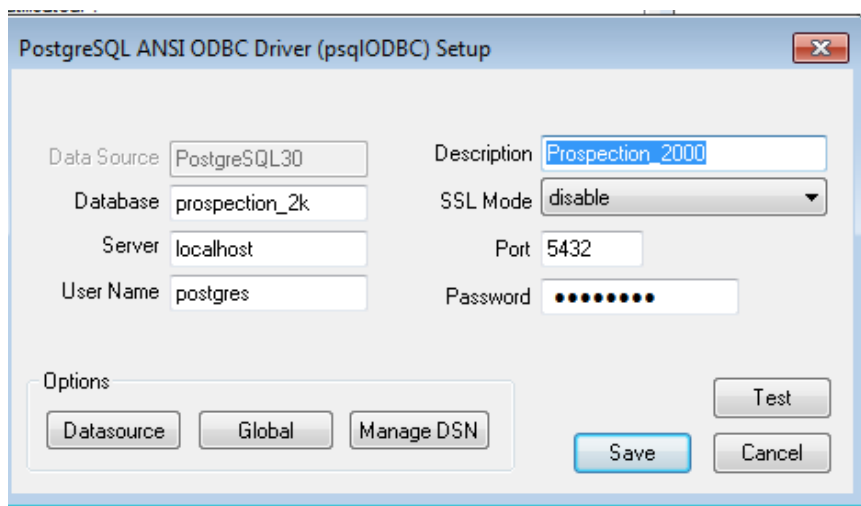 PostgreSQL ANSI ODBC Driver (psqlODBC) Setup
Data Source PostgreSQL30 Description Prospection_2000
Database prospection_2k SSL Mode disable
Server localhost Port 5432
User Name postgres Password ●●●●●●●●
Options
Datasource Global Manage DSN
Test
Save Cancel